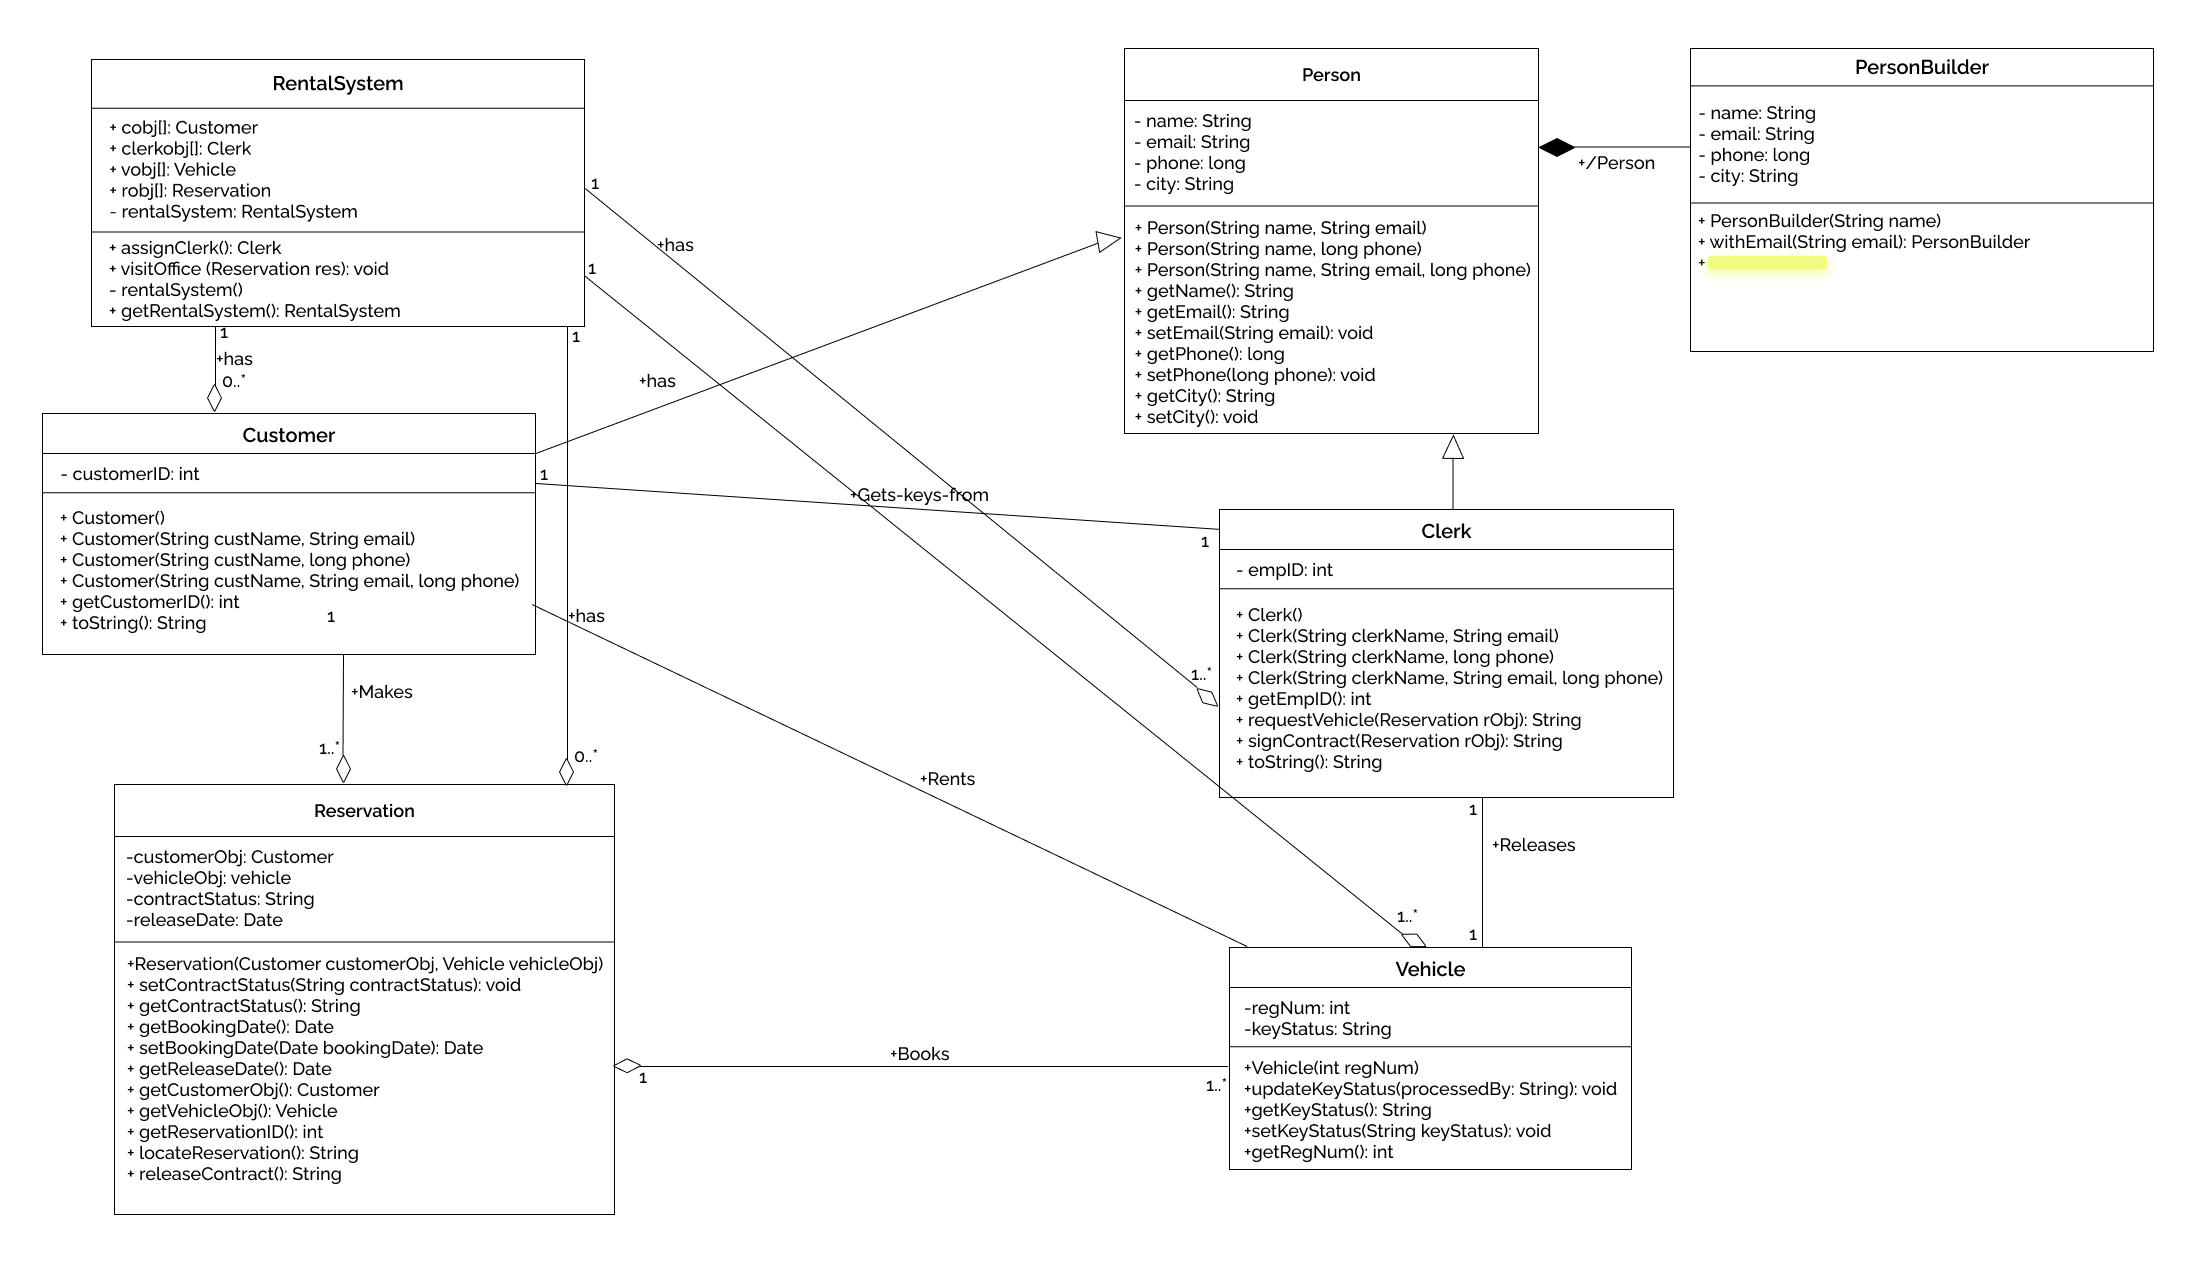 RentalSystem
+ cobj[]: Customer
+ clerkobj[]: Clerk
+ vobj[]: Vehicle
+ robj[]: Reservation
- rentalSystem: RentalSystem
+ assignClerk(): Clerk
+ visitOffice (Reservation res): void
- rentalSystem()
+ getRentalSystem(): RentalSystem
Person
- name: String
- email: String
- phone: long
- city: String
+ Person(String name, String email)
+ Person(String name, long phone)
+ Person(String name, String email, long phone)
+ getName(): String
+ getEmail(): String
+ setEmail(String email): void
+ getPhone(): long
+ setPhone(long phone): void
+ getCity(): String
+ setCity(): void
+/Person
PersonBuilder
- name: String
- email: String
- phone: long
- city: String
+ PersonBuilder(String name)
+ withEmail(String email): PersonBuilder
+
1
+has
1
+has
1
+has
0..*
1
+has
0..*
Customer
- customerID: int
+ Customer()
+ Customer(String custName, String email)
+ Customer(String custName, long phone)
+ Customer(String custName, String email, long phone)
+ getCustomerID(): int
+ toString(): String
1
+Makes
1..*
1
+Gets-keys-from
1
Clerk
- empID: int
+ Clerk()
+ Clerk(String clerkName, String email)
+ Clerk(String clerkName, long phone)
+ Clerk(String clerkName, String email, long phone)
+ getEmpID(): int
+ requestVehicle(Reservation rObj): String
+ signContract(Reservation rObj): String
+ toString(): String
1..*
+Rents
1
+Releases
1
1..*
Reservation
-customerObj: Customer
-vehicleObj: vehicle
-contractStatus: String
-releaseDate: Date
+Reservation(Customer customerObj, Vehicle vehicleObj)
+ setContractStatus(String contractStatus): void
+ getContractStatus(): String
+ getBookingDate(): Date
+ setBookingDate(Date bookingDate): Date
+ getReleaseDate(): Date
+ getCustomerObj(): Customer
+ getVehicleObj(): Vehicle
+ getReservationID(): int
+ locateReservation(): String
+ releaseContract(): String
1
+Books
1..*
Vehicle
-regNum: int
-keyStatus: String
+Vehicle(int regNum)
+updateKeyStatus(processedBy: String): void
+getKeyStatus(): String
+setKeyStatus(String keyStatus): void
+getRegNum(): int